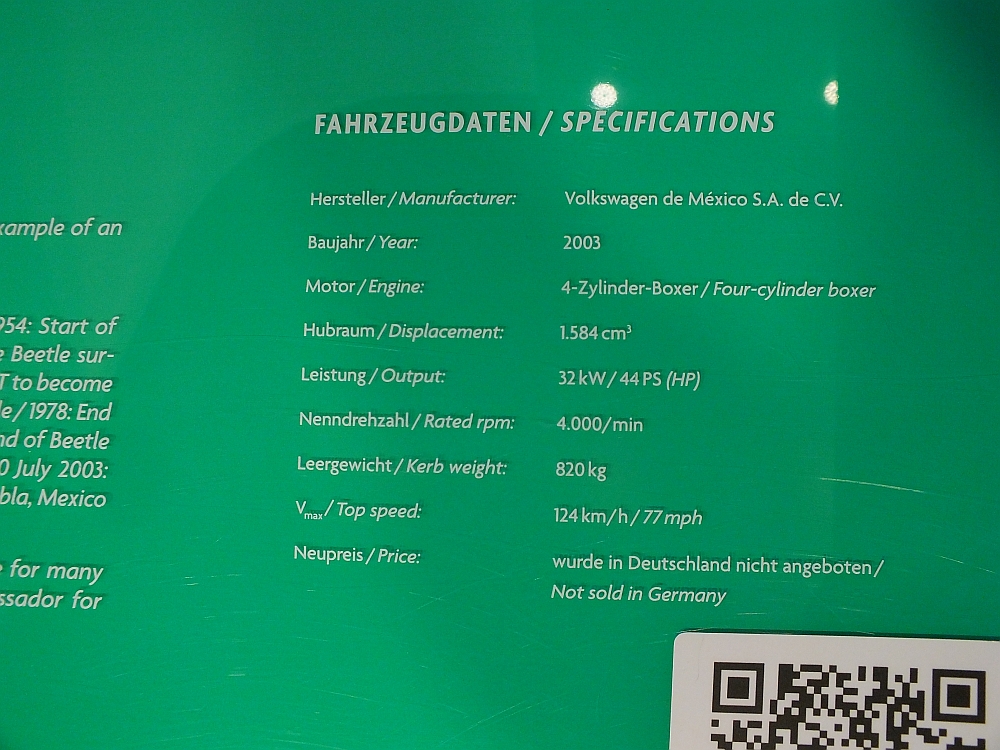 ample of an
954: Start of
Beetle sur-
T to become
le / 1978: End
nd of Beetle
0 July 2003:
bla, Mexico
for many
ssador for
FAHRZEUGDATEN / SPECIFICATIONS
Hersteller / Manufacturer: Volkswagen de México S.A. de C.V.
Baujahr / Year: 2003
Motor / Engine: 4-Zylinder-Boxer / Four-cylinder boxer
Hubraum / Displacement: 1.584 cm³
Leistung / Output: 32 kW / 44 PS (HP)
Nenndrehzahl / Rated rpm: 4.000/min
Leergewicht / Kerb weight: 820 kg
Vmax / Top speed: 124 km/h / 77 mph
Neupreis / Price: wurde in Deutschland nicht angeboten /
Not sold in Germany